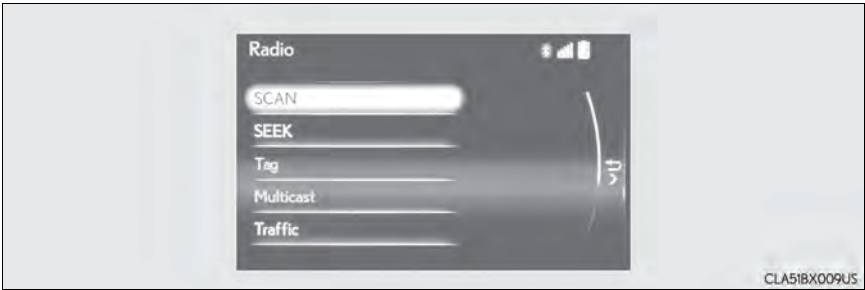 Radio
SCAN
SEEK
Tag
Multicast
Traffic
CLA51BX009US